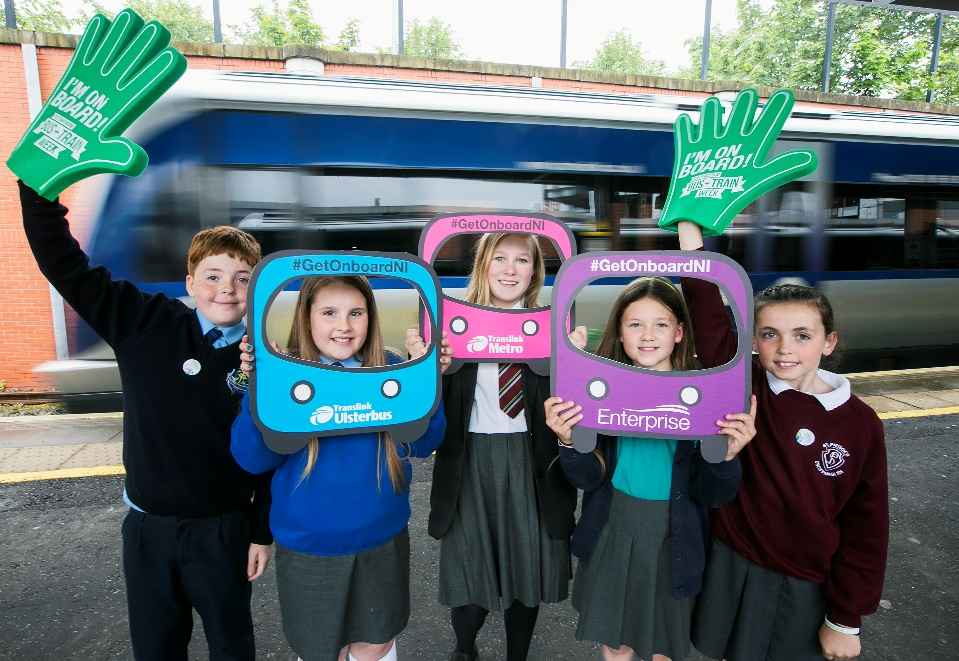 I'M ON
BOARD!
BUS + TRAIN
WEEK
#GetOnboardNI
Translink
Ulsterbus
#GetOnboardNI
Translink
Metro
#GetOnboardNI
Enterprise
I'M ON
BOARD!
BUS + TRAIN
WEEK